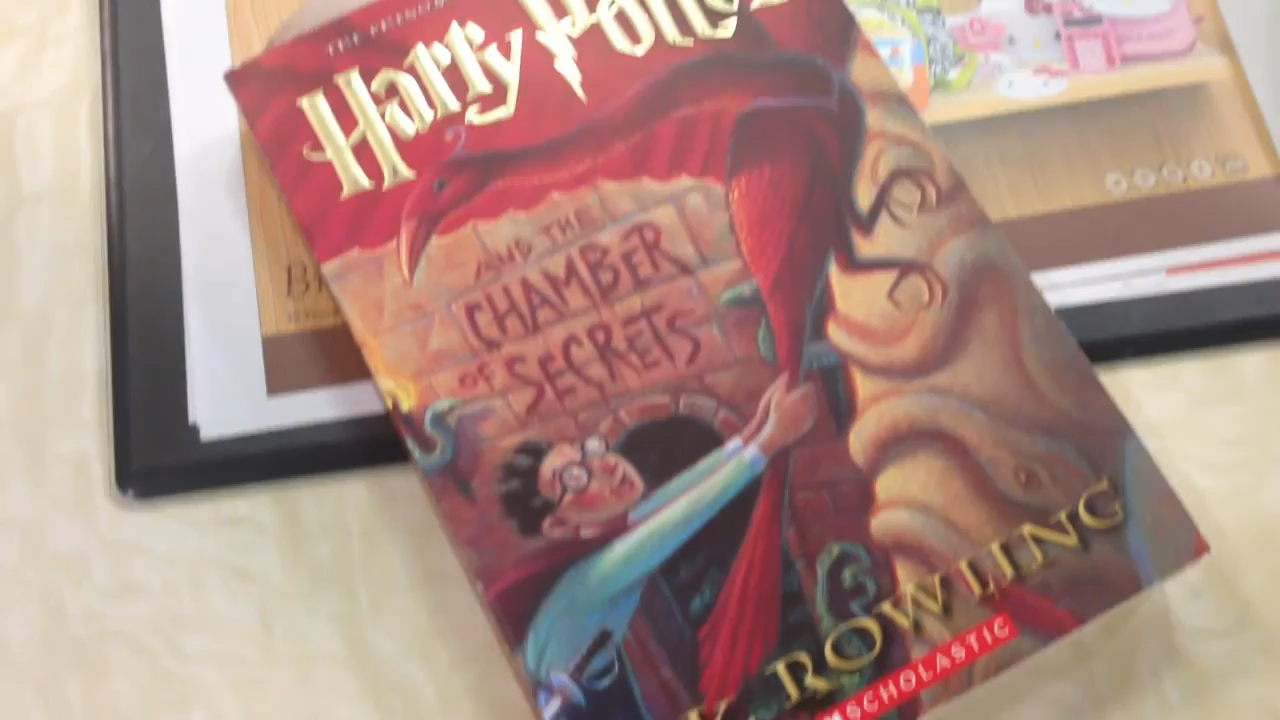 Harry Potter
AND THE
CHAMBER
OF SECRETS
K. ROWLING
SCHOLASTIC